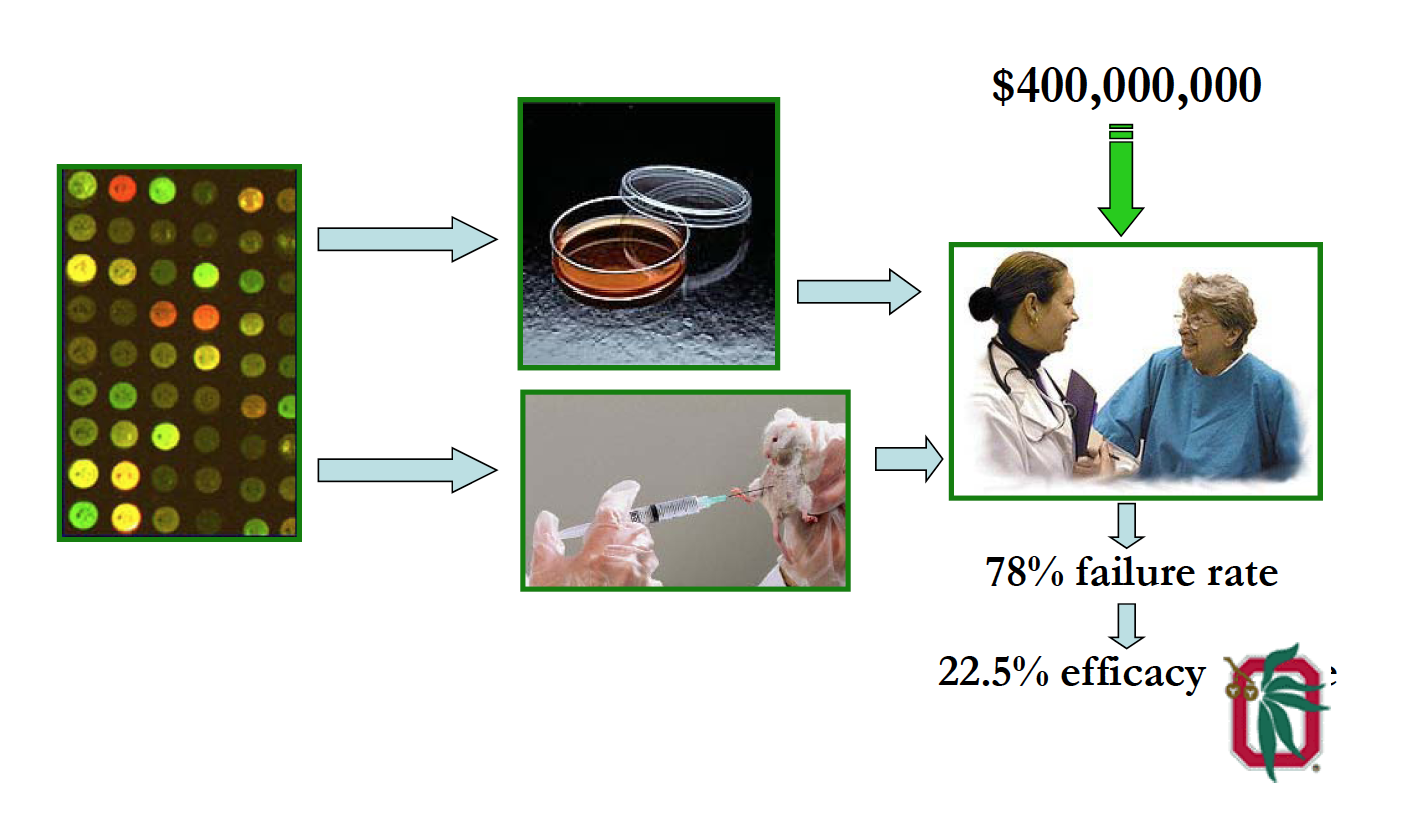 $400,000,000
78% failure rate
22.5% efficacy